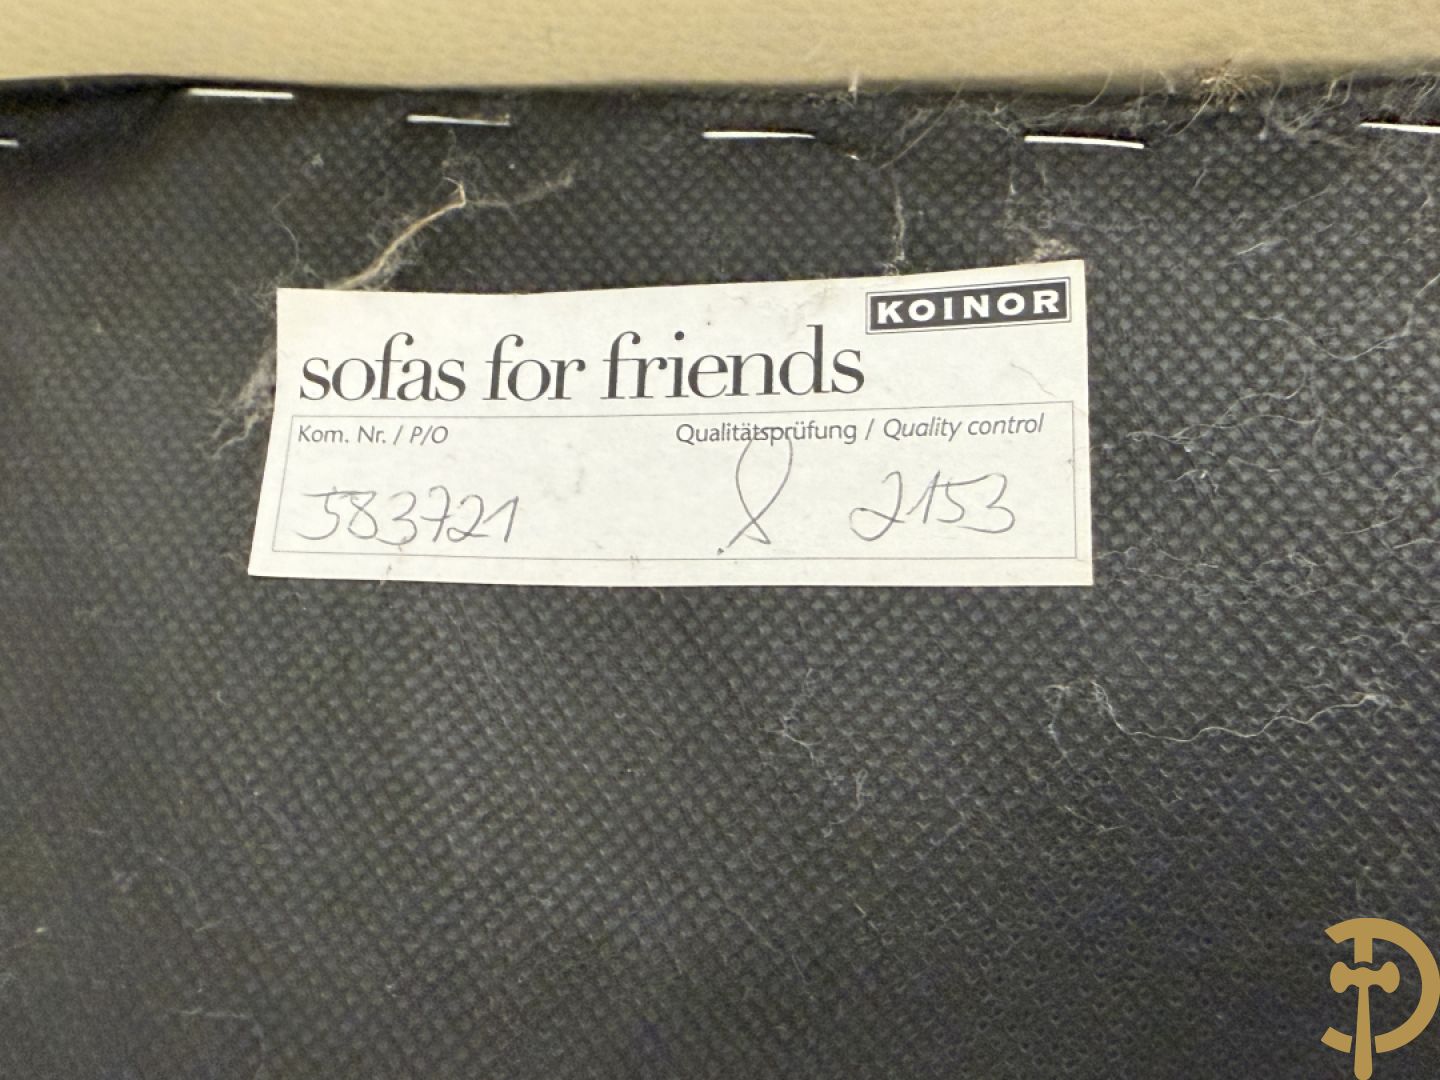 KOINOR
sofas for friends
Kom. Nr. / P/O Qualitätsprüfung / Quality control
583721 2153